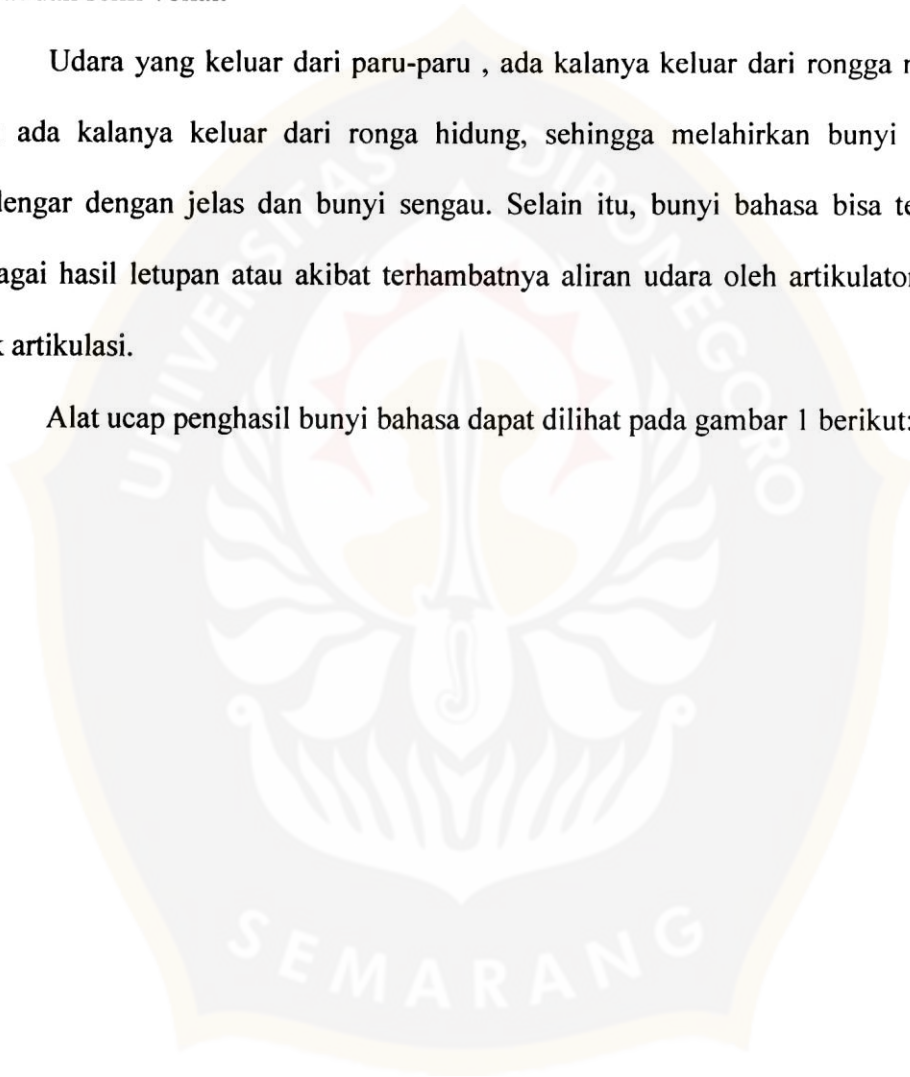 Udara yang keluar dari paru-paru , ada kalanya keluar dari rongga
ada kalanya keluar dari ronga hidung, sehingga melahirkan bunyi
dengan jelas dan bunyi sengau. Selain itu, bunyi bahasa bisa
hasil letupan atau akibat terhambatnya aliran udara oleh artikulator
artikulasi.
Alat ucap penghasil bunyi bahasa dapat dilihat pada gambar 1 berikut:
UNIVERSITAS DIPONEGORO
SEMARANG